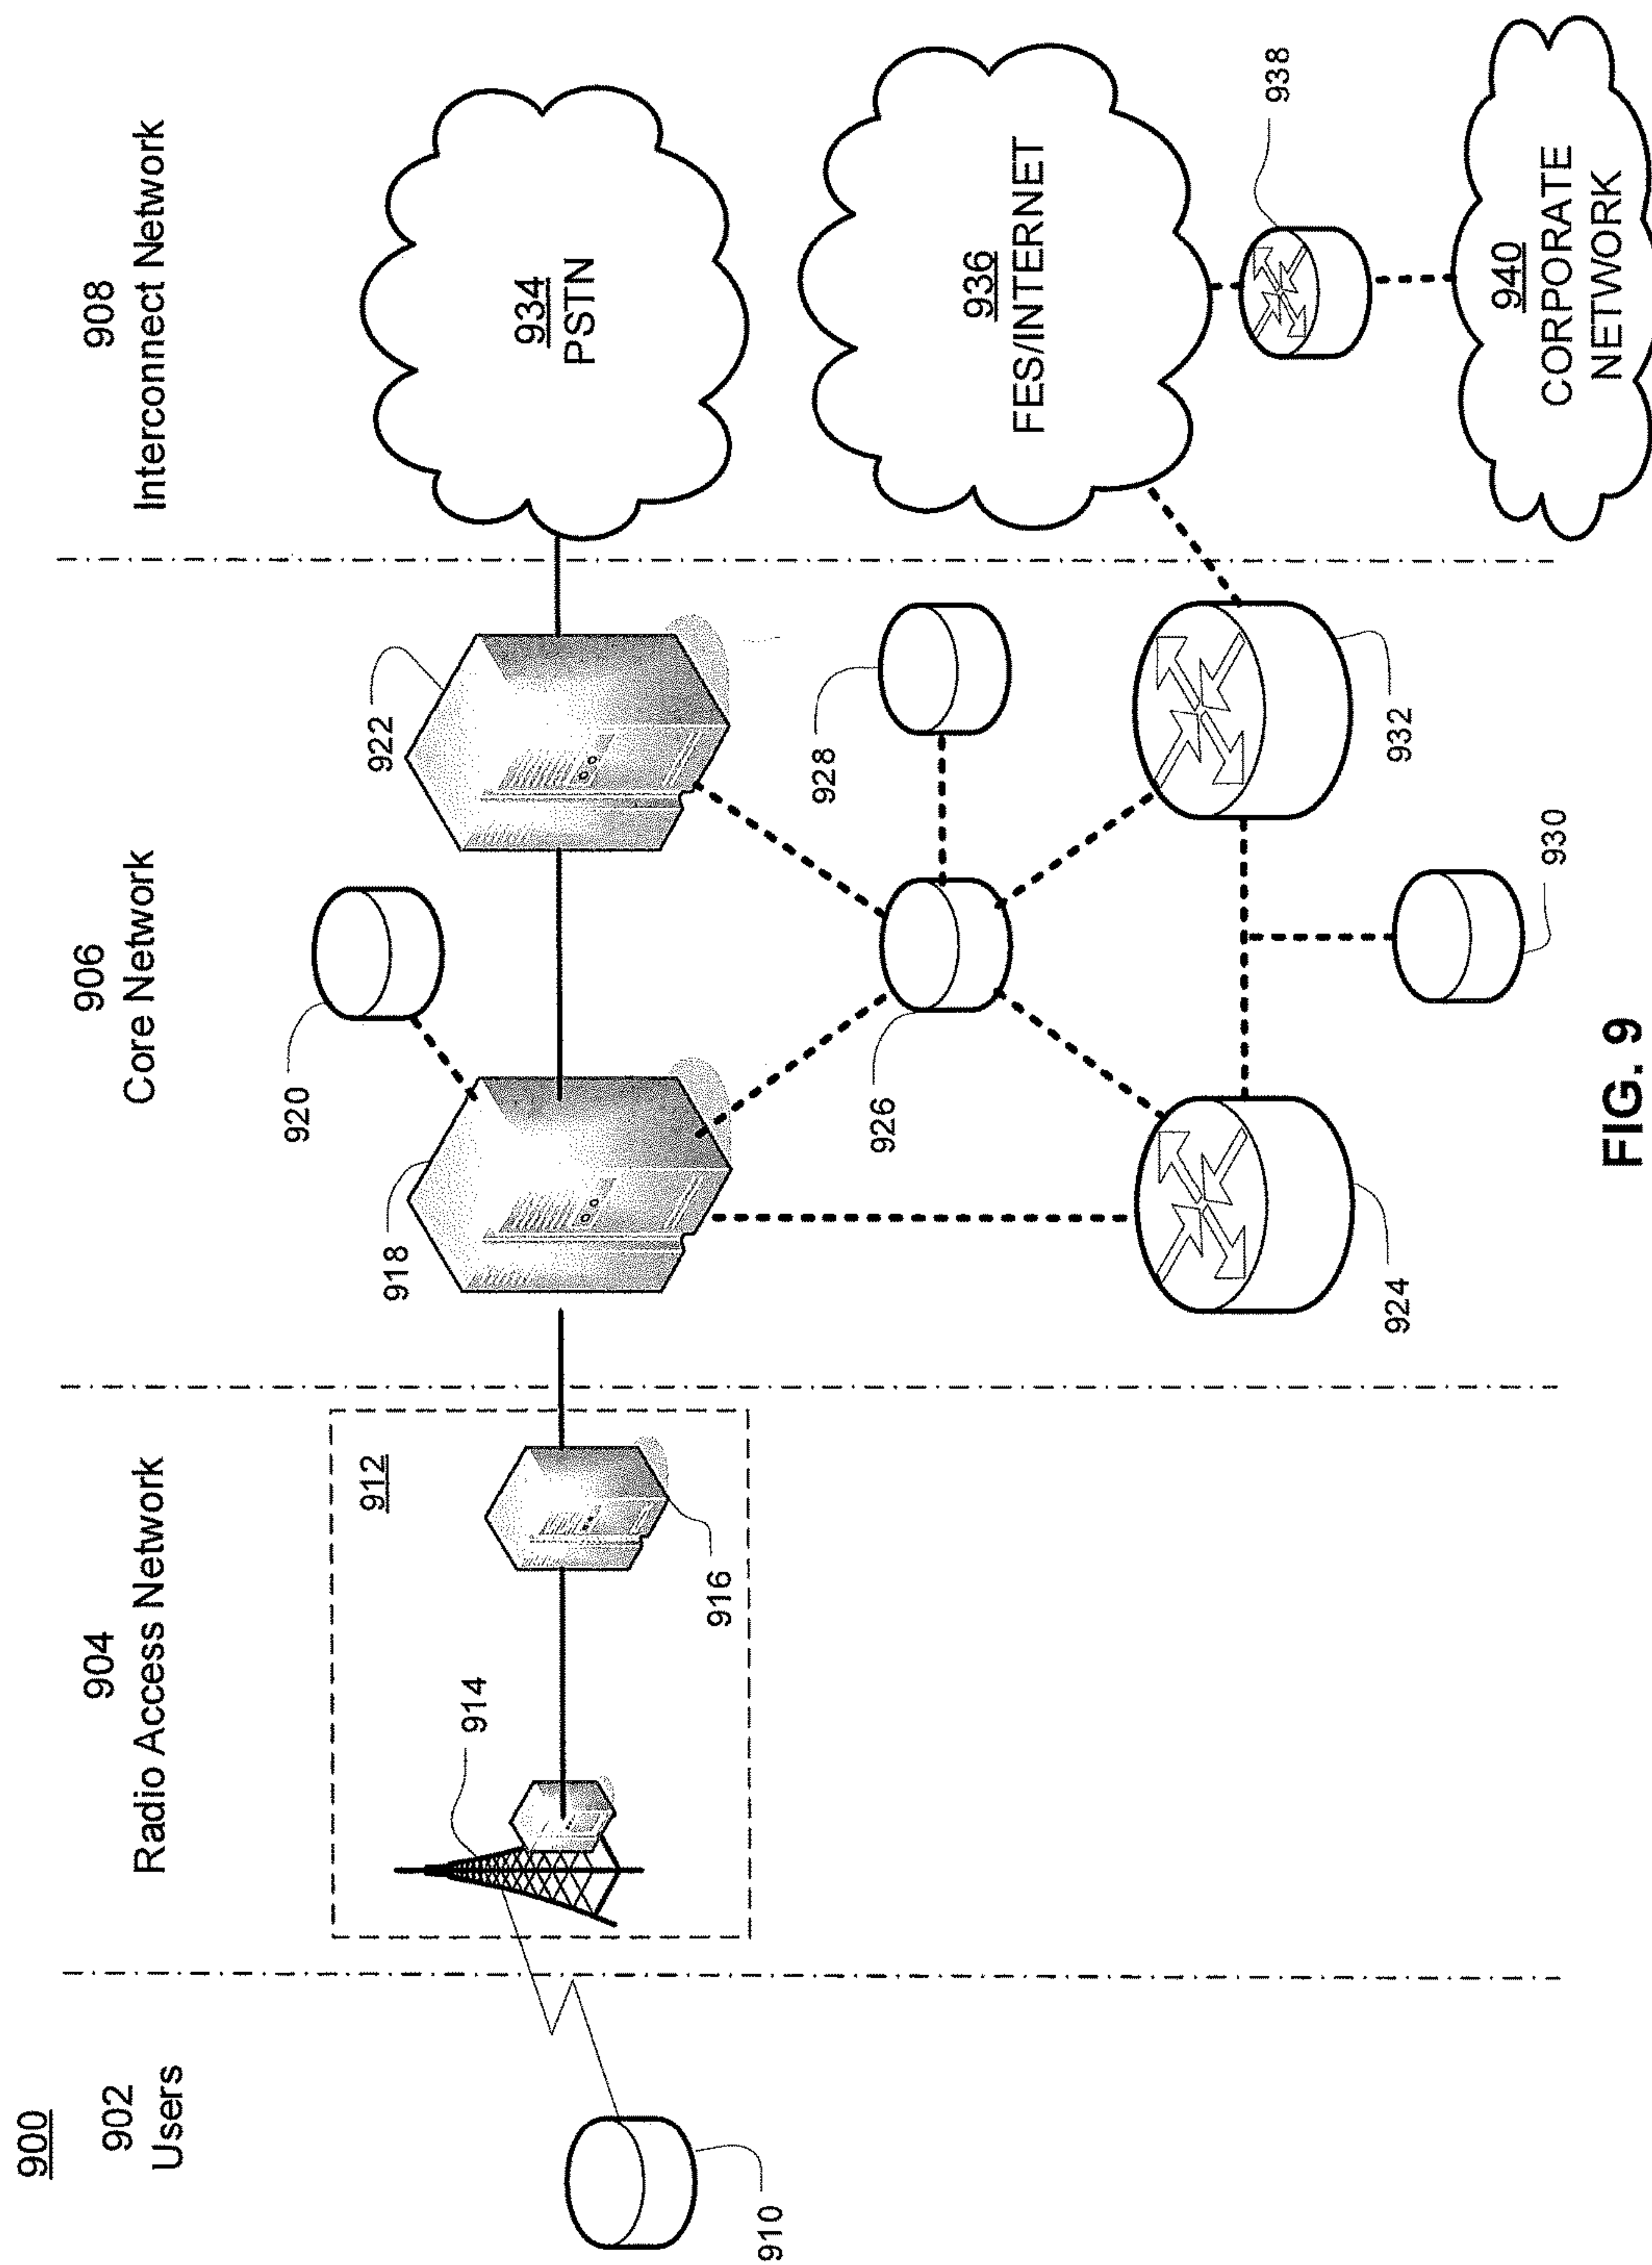 900
902
Users
904
Radio Access Network
906
Core Network
908
Interconnect Network
910
912
914
916
918
920
922
924
926
928
930
932
934
PSTN
936
FES/INTERNET
938
940
CORPORATE
NETWORK
FIG. 9